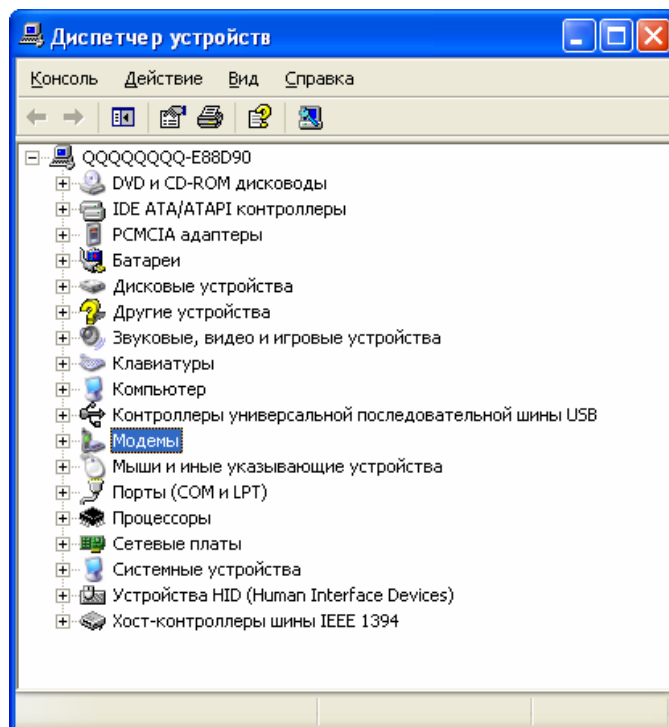 Диспетчер устройств
Консоль Действие Вид Справка
QQQQQQQQ-E88D90
DVD и CD-ROM дисководы
IDE ATA/ATAPI контроллеры
PCMCIA адаптеры
Батареи
Дисковые устройства
Другие устройства
Звуковые, видео и игровые устройства
Клавиатуры
Компьютер
Контроллеры универсальной последовательной шины USB
Модемы
Мыши и иные указывающие устройства
Порты (COM и LPT)
Процессоры
Сетевые платы
Системные устройства
Устройства HID (Human Interface Devices)
Хост-контроллеры шины IEEE 1394